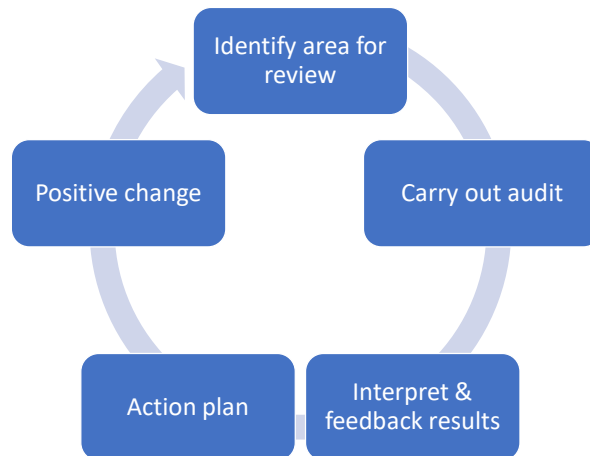 Identify area for
review
Carry out audit
Interpret &
feedback results
Action plan
Positive change